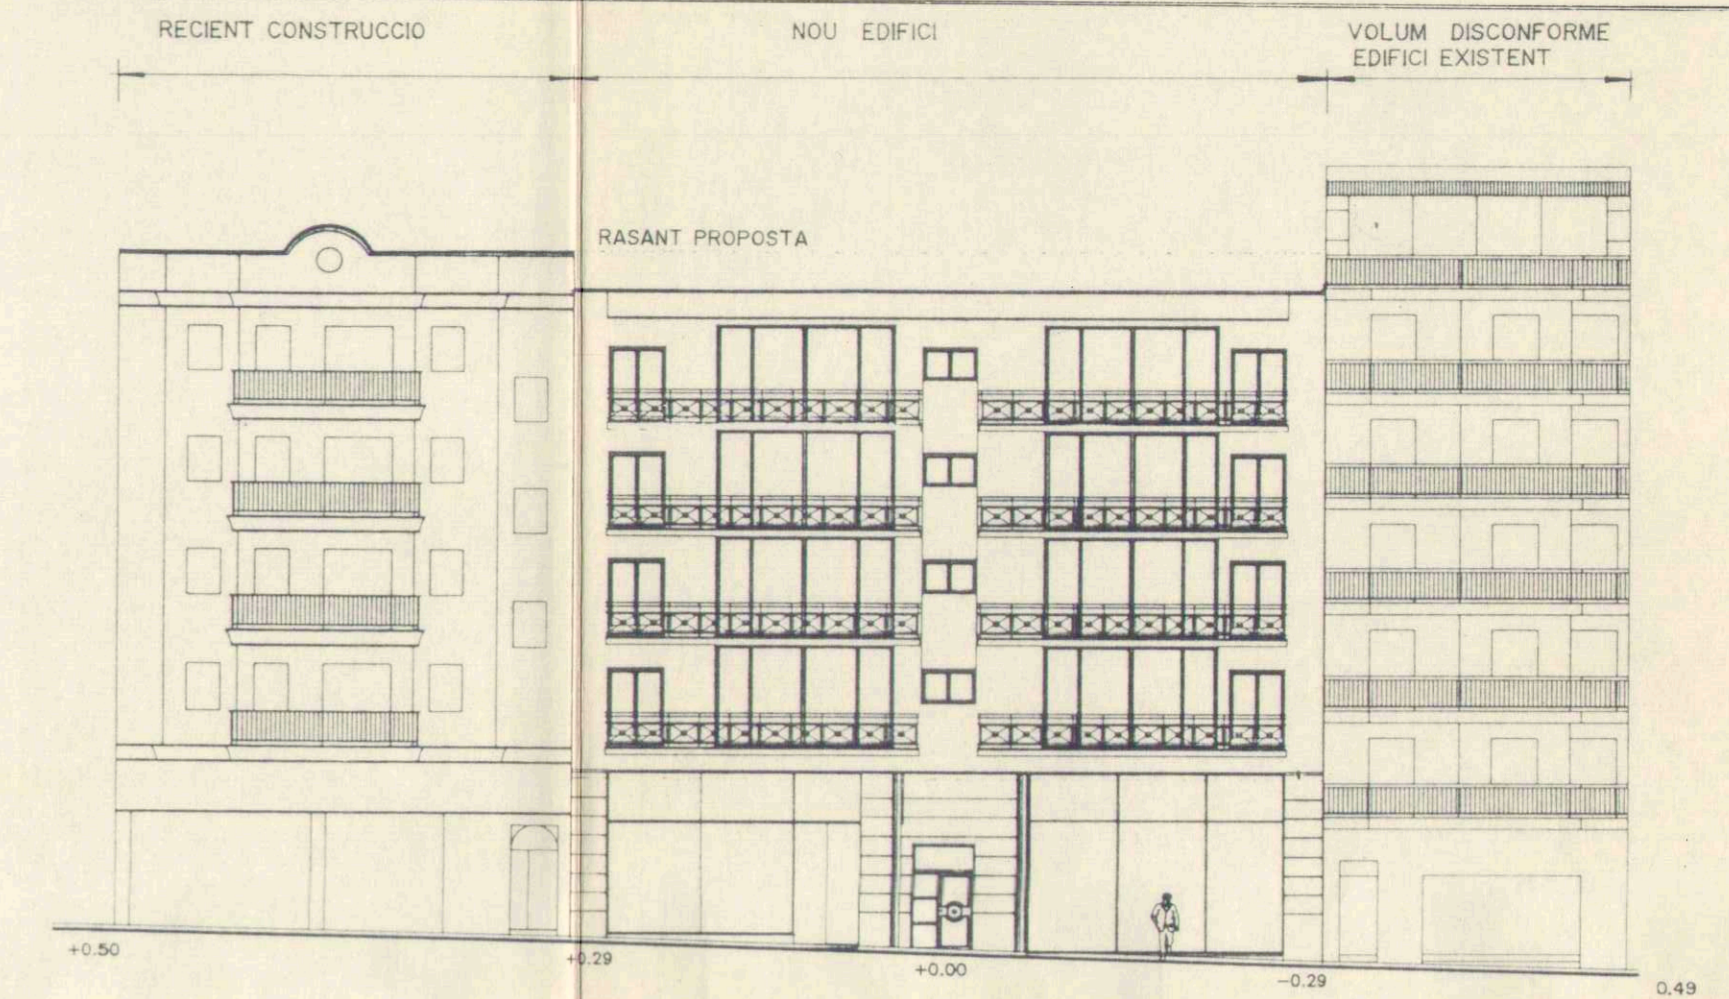 RECIENT CONSTRUCCIO
NOU EDIFICI
VOLUM DISCONFORME
EDIFICI EXISTENT
RASANT PROPOSTA
+0.50
+0.29
+0.00
-0.29
0.49